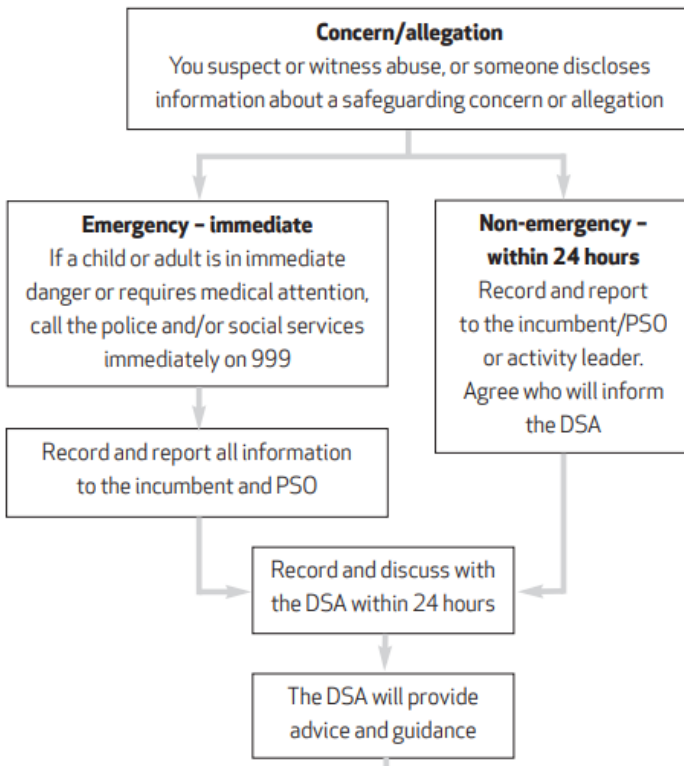 Concern/allegation
You suspect or witness abuse, or someone discloses
information about a safeguarding concern or allegation
Emergency – immediate
If a child or adult is in immediate
danger or requires medical attention,
call the police and/or social services
immediately on 999
Non-emergency –
within 24 hours
Record and report
to the incumbent/PSO
or activity leader.
Agree who will inform
the DSA
Record and report all information
to the incumbent and PSO
Record and discuss with
the DSA within 24 hours
The DSA will provide
advice and guidance